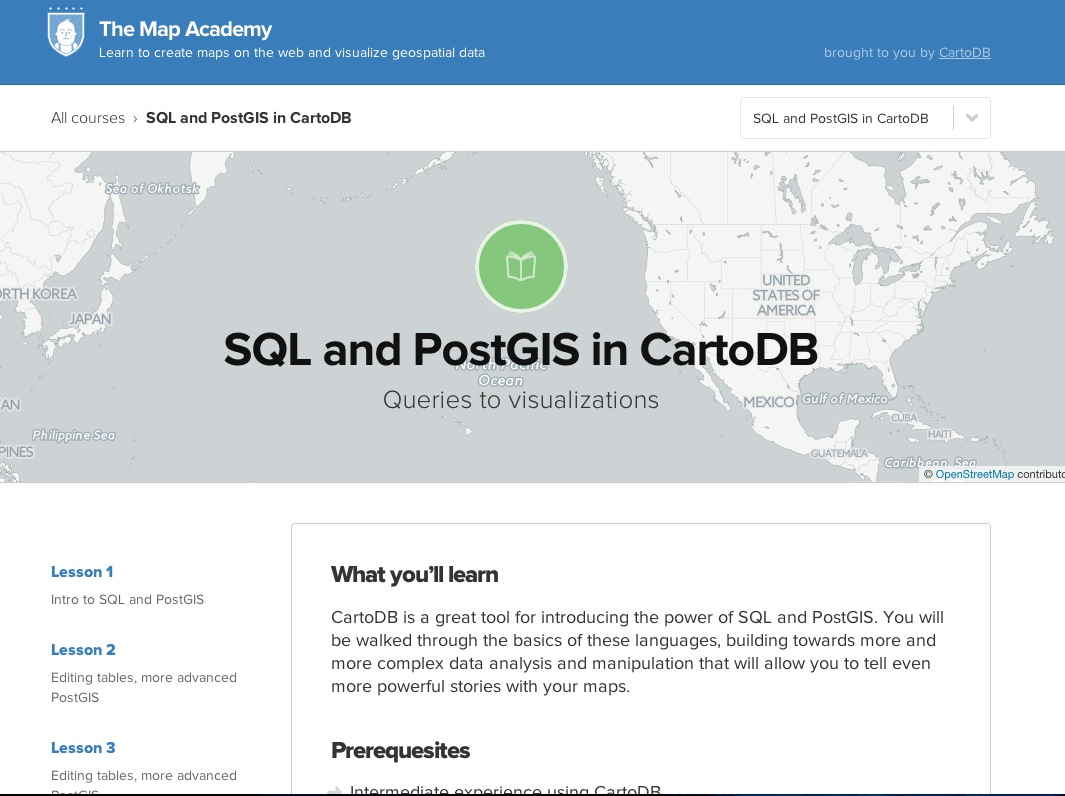 The Map Academy
Learn to create maps on the web and visualize geospatial data
brought to you by CartoDB
All courses › SQL and PostGIS in CartoDB
SQL and PostGIS in CartoDB
Sea of Okhotsk
RTH KOREA
JAPAN
AN
Philippine Sea
PINES
UNITED
STATES OF
AMERICA
SQL and PostGIS in CartoDB
North Pacific
Ocean
Queries to visualizations
MEXICO
Gulf of Mexico
CUBA
HAITI
GUATEMALA
Caribbean Sea
© OpenStreetMap contributo
Lesson 1
Intro to SQL and PostGIS
Lesson 2
Editing tables, more advanced
PostGIS
Lesson 3
Editing tables, more advanced
PostGIS
What you’ll learn
CartoDB is a great tool for introducing the power of SQL and PostGIS. You will
be walked through the basics of these languages, building towards more and
more complex data analysis and manipulation that will allow you to tell even
more powerful stories with your maps.
Prerequesites
Intermediate experience using CartoDB